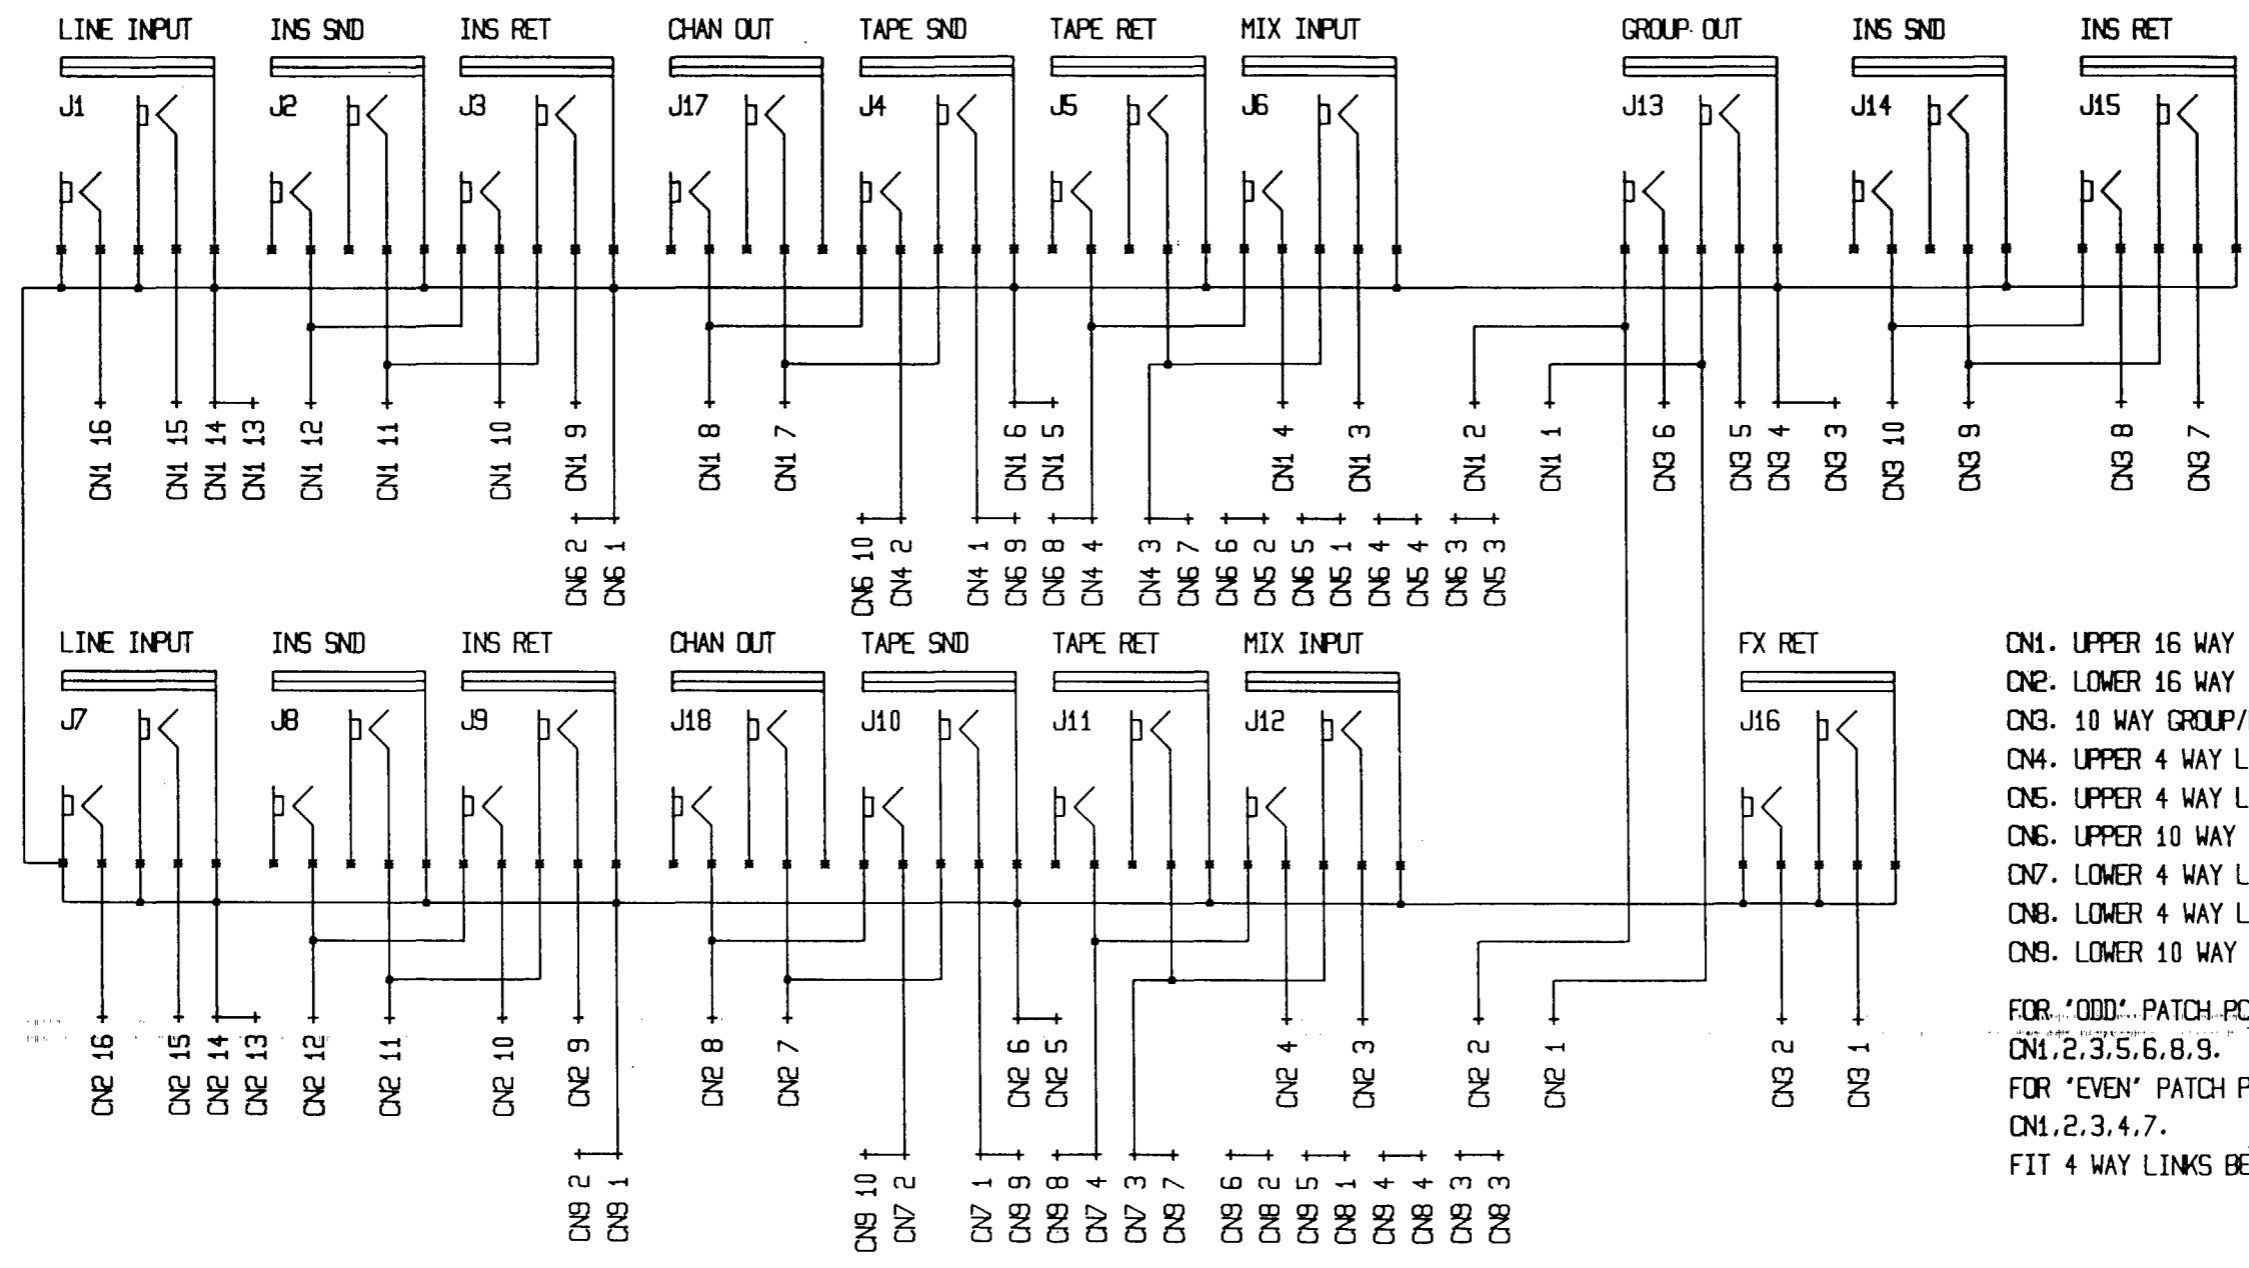 LINE INPUT INS SND INS RET CHAN OUT TAPE SND TAPE RET MIX INPUT GROUP OUT INS SND INS RET
J1 J2 J3 J17 J4 J5 J6 J13 J14 J15
CN1 16 CN1 15 CN1 14 CN1 13 CN1 12 CN1 11 CN1 10 CN1 9 CN1 8 CN1 7 CN1 6 CN1 5 CN1 4 CN1 3 CN1 2 CN1 1 CN3 6 CN3 5 CN3 4 CN3 3 CN3 10 CN3 9 CN3 8 CN3 7
CN6 2 CN6 1 CN6 10 CN4 2 CN4 1 CN6 9 CN6 8 CN4 4 CN4 3 CN6 7 CN6 6 CN5 2 CN6 5 CN5 1 CN6 4 CN5 4 CN6 3 CN5 3
LINE INPUT INS SND INS RET CHAN OUT TAPE SND TAPE RET MIX INPUT FX RET
J7 J8 J9 J18 J10 J11 J12 J16
CN2 16 CN2 15 CN2 14 CN2 13 CN2 12 CN2 11 CN2 10 CN2 9 CN2 8 CN2 7 CN2 6 CN2 5 CN2 4 CN2 3 CN2 2 CN2 1 CN3 2 CN3 1
CN9 2 CN9 1 CN9 10 CN7 2 CN7 1 CN9 9 CN9 8 CN7 4 CN7 3 CN9 7 CN9 6 CN8 2 CN9 5 CN8 1 CN9 4 CN8 4 CN9 3 CN8 3
CN1. UPPER 16 WAY
CN2. LOWER 16 WAY
CN3. 10 WAY GROUP/
CN4. UPPER 4 WAY L
CN5. UPPER 4 WAY L
CN6. UPPER 10 WAY
CN7. LOWER 4 WAY L
CN8. LOWER 4 WAY L
CN9. LOWER 10 WAY
FOR 'ODD' PATCH PO
CN1,2,3,5,6,8,9.
FOR 'EVEN' PATCH P
CN1,2,3,4,7.
FIT 4 WAY LINKS BE